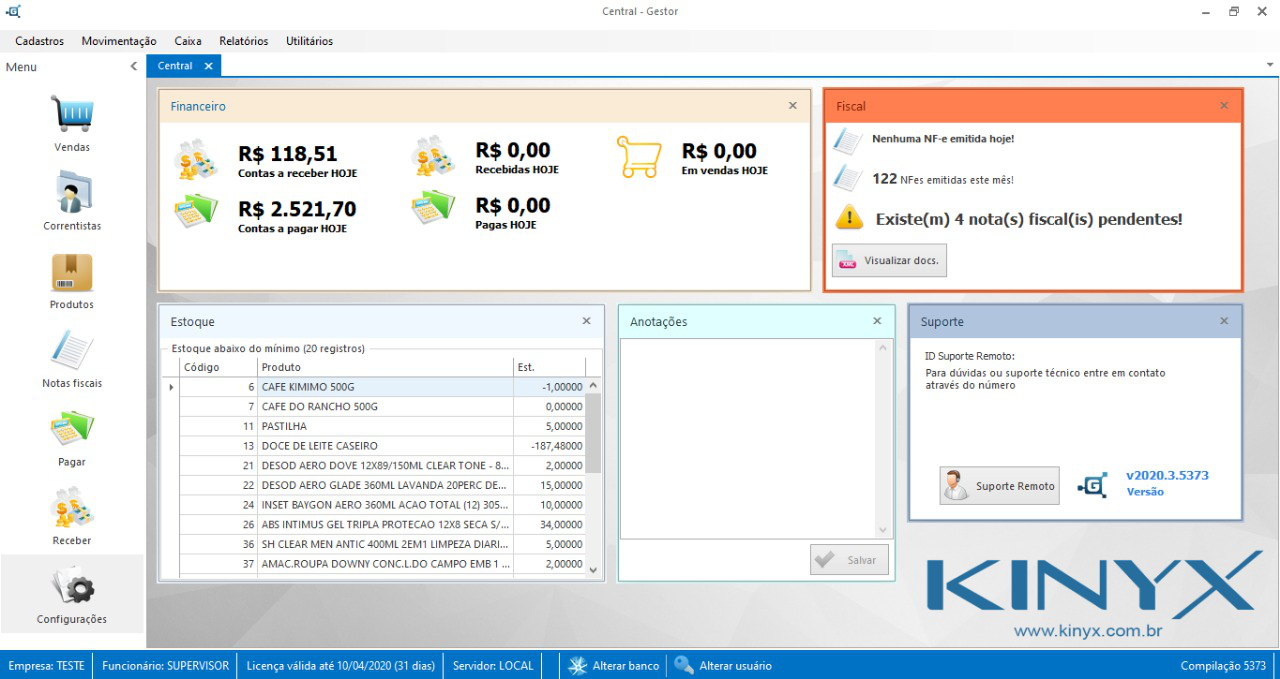 Central - Gestor
Cadastros Movimentação Caixa Relatórios Utilitários
Menu
Central
Vendas
Correntistas
Produtos
Notas fiscais
Pagar
Receber
Configurações
Financeiro
R$ 118,51
Contas a receber HOJE
R$ 0,00
Recebidas HOJE
R$ 0,00
Em vendas HOJE
R$ 2.521,70
Contas a pagar HOJE
R$ 0,00
Pagas HOJE
Fiscal
Nenhuma NF-e emitida hoje!
122 NFes emitidas este mês!
Existe(m) 4 nota(s) fiscal(is) pendentes!
XML
Visualizar docs.
Estoque
Estoque abaixo do mínimo (20 registros)
Código Produto Est.
6 CAFE KIMIMO 500G -1,00000
7 CAFE DO RANCHO 500G 0,00000
11 PASTILHA 5,00000
13 DOCE DE LEITE CASEIRO -187,48000
21 DESOD AERO DOVE 12X89/150ML CLEAR TONE - 8... 2,00000
22 DESOD AERO GLADE 360ML LAVANDA 20PERC DE... 15,00000
24 INSET BAYGON AERO 360ML ACAO TOTAL (12) 305... 10,00000
26 ABS INTIMUS GEL TRIPLA PROTECAO 12X8 SECA S/... 34,00000
36 SH CLEAR MEN ANTIC 400ML 2EM1 LIMPEZA DIARI... 5,00000
37 AMAC.ROUPA DOWNY CONC.L.DO CAMPO EMB 1 ... 2,00000
Anotações
Salvar
Suporte
ID Suporte Remoto:
Para dúvidas ou suporte técnico entre em contato
através do número
Suporte Remoto
G
v2020.3.5373
Versão
KINYX
www.kinyx.com.br
Empresa: TESTE Funcionário: SUPERVISOR Licença válida até 10/04/2020 (31 dias) Servidor: LOCAL Alterar banco Alterar usuário Compilação 5373